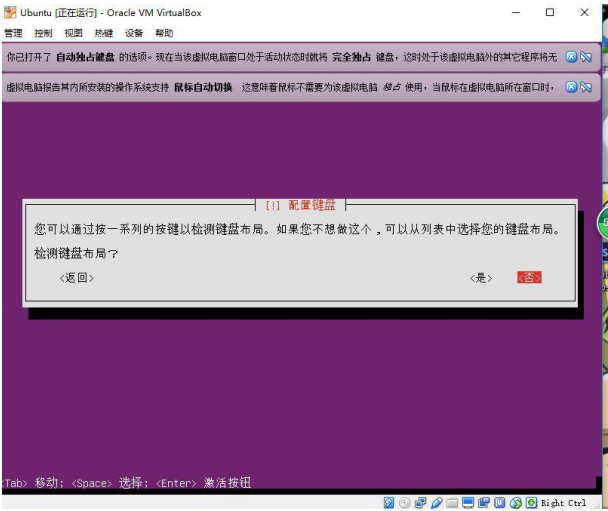 Ubuntu [正在运行] - Oracle VM VirtualBox
管理 控制 视图 热键 设备 帮助
你已打开了 自动独占键盘 的选项。现在当该虚拟电脑窗口处于活动状态时就将 完全独占 键盘，这时处于该虚拟电脑外的其它程序将无
虚拟电脑报告其内所安装的操作系统支持 鼠标自动切换. 这意味着鼠标不需要为该虚拟电脑 独占 使用，当鼠标在虚拟电脑所在窗口时，
[!] 配置键盘
您可以通过按一系列的按键以检测键盘布局。如果您不想做这个，可以从列表中选择您的键盘布局。
检测键盘布局？
<返回> <是> <否>
<Tab> 移动; <Space> 选择; <Enter> 激活按钮
Right Ctrl